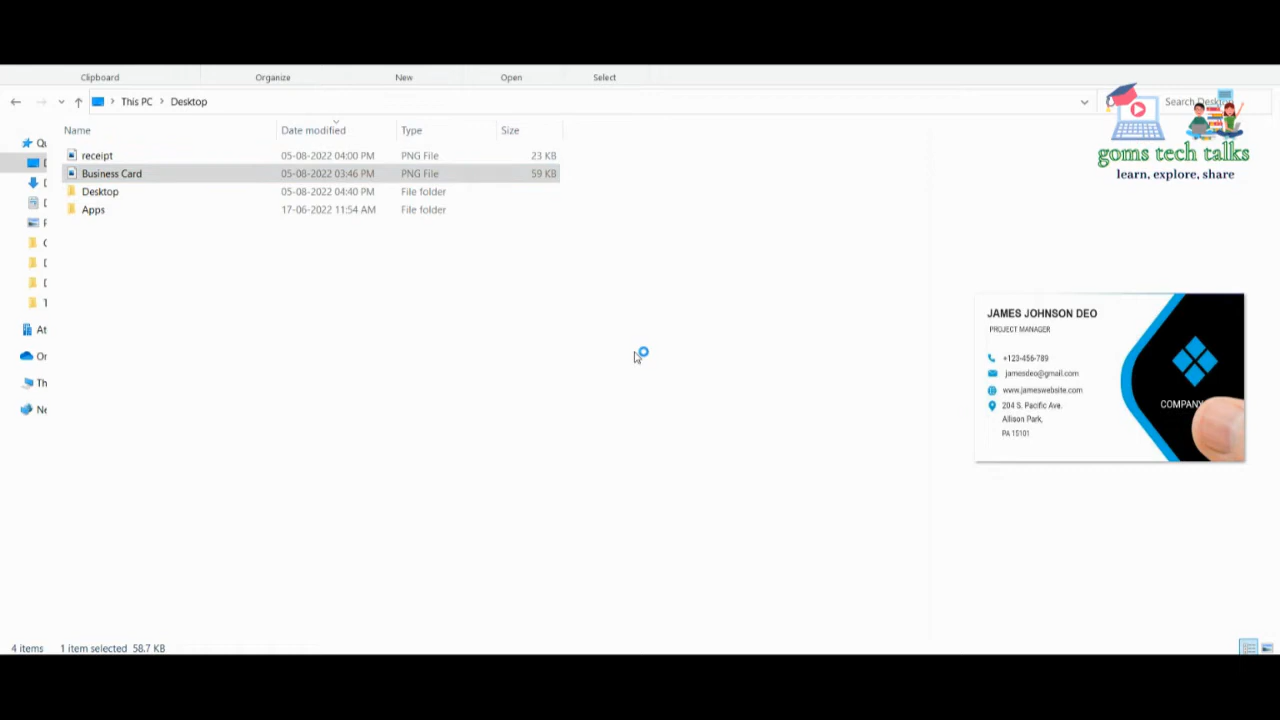 Clipboard
Organize
New
Open
Select
This PC
Desktop
Search
goms tech talks
learn, explore, share
Name
Date modified
Type
Size
receipt
05-08-2022 04:00 PM
PNG File
23 KB
Business Card
05-08-2022 03:46 PM
PNG File
59 KB
Desktop
05-08-2022 04:40 PM
File folder
Apps
17-06-2022 11:54 AM
File folder
JAMES JOHNSON DEO
PROJECT MANAGER
+123-456-789
jamesdeo@gmail.com
www.jameswebsite.com
204 S. Pacific Ave.
Allison Park,
PA 15101
COMPANY
4 items
1 item selected 58.7 KB